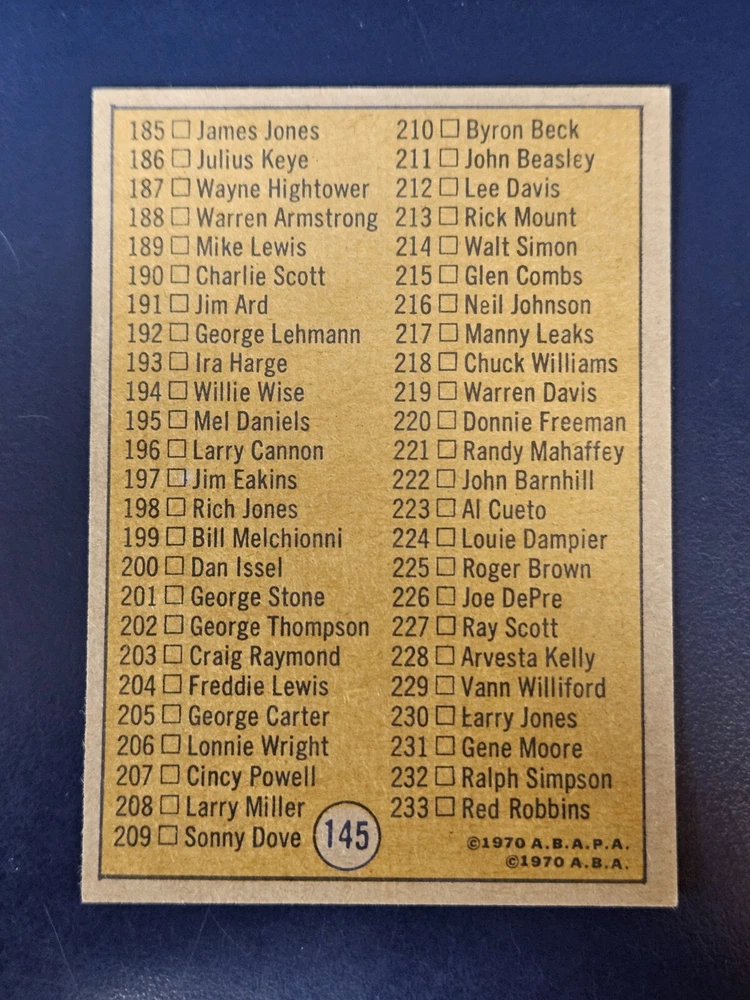 185 □ James Jones
186 □ Julius Keye
187 □ Wayne Hightower
188 □ Warren Armstrong
189 □ Mike Lewis
190 □ Charlie Scott
191 □ Jim Ard
192 □ George Lehmann
193 □ Ira Harge
194 □ Willie Wise
195 □ Mel Daniels
196 □ Larry Cannon
197 □ Jim Eakins
198 □ Rich Jones
199 □ Bill Melchionni
200 □ Dan Issel
201 □ George Stone
202 □ George Thompson
203 □ Craig Raymond
204 □ Freddie Lewis
205 □ George Carter
206 □ Lonnie Wright
207 □ Cincy Powell
208 □ Larry Miller
209 □ Sonny Dove
145
210 □ Byron Beck
211 □ John Beasley
212 □ Lee Davis
213 □ Rick Mount
214 □ Walt Simon
215 □ Glen Combs
216 □ Neil Johnson
217 □ Manny Leaks
218 □ Chuck Williams
219 □ Warren Davis
220 □ Donnie Freeman
221 □ Randy Mahaffey
222 □ John Barnhill
223 □ Al Cueto
224 □ Louie Dampier
225 □ Roger Brown
226 □ Joe DePre
227 □ Ray Scott
228 □ Arvesta Kelly
229 □ Vann Williford
230 □ Larry Jones
231 □ Gene Moore
232 □ Ralph Simpson
233 □ Red Robbins
©1970 A.B.A.P.A.
©1970 A.B.A.